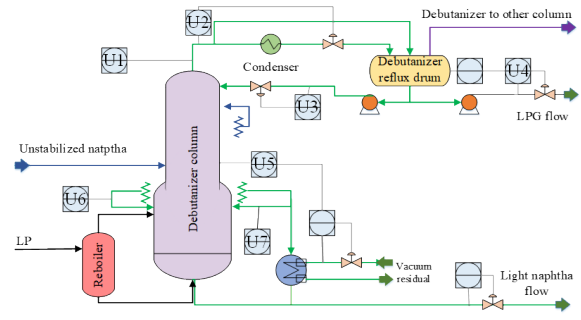 U2
Debutanizer to other column
U1
Condenser
Debutanizer
reflux drum
U4
U3
LPG flow
Unstabilized natptha
Debutanizer column
U5
U6
U7
LP
Reboiler
Vacuum
residual
Light naphtha
flow